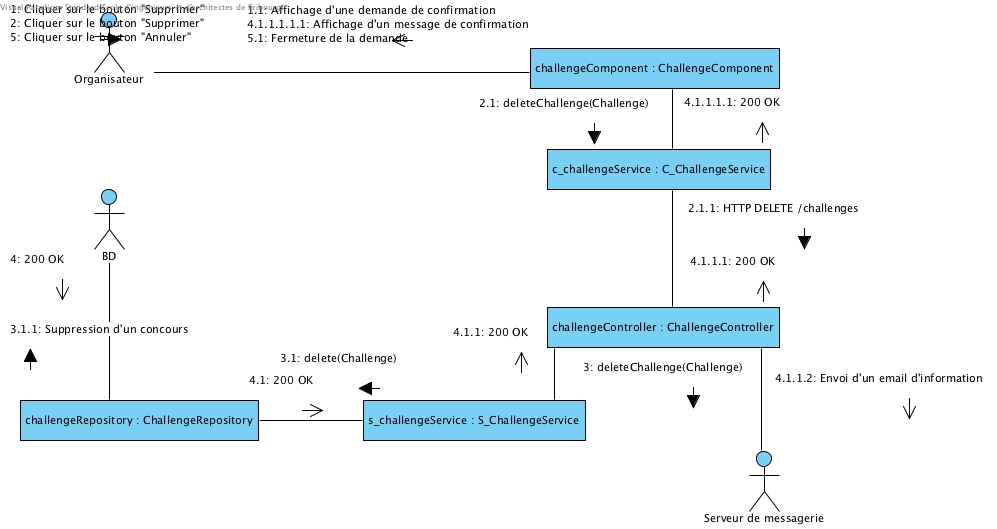 1: Cliquer sur le bouton "Supprimer"
2: Cliquer sur le bouton "Supprimer"
5: Cliquer sur le bouton "Annuler"
1.1: Affichage d'une demande de confirmation
4.1.1.1.1.1: Affichage d'un message de confirmation
5.1: Fermeture de la demande
Organisateur
challengeComponent : ChallengeComponent
2.1: deleteChallenge(Challenge)
4.1.1.1.1: 200 OK
c_challengeService : C_ChallengeService
2.1.1: HTTP DELETE /challenges
BD
4: 200 OK
4.1.1.1: 200 OK
3.1.1: Suppression d'un concours
challengeController : ChallengeController
4.1.1: 200 OK
3.1: delete(Challenge)
3: deleteChallenge(Challenge)
4.1: 200 OK
4.1.1.2: Envoi d'un email d'information
challengeRepository : ChallengeRepository
s_challengeService : S_ChallengeService
Serveur de messagerie